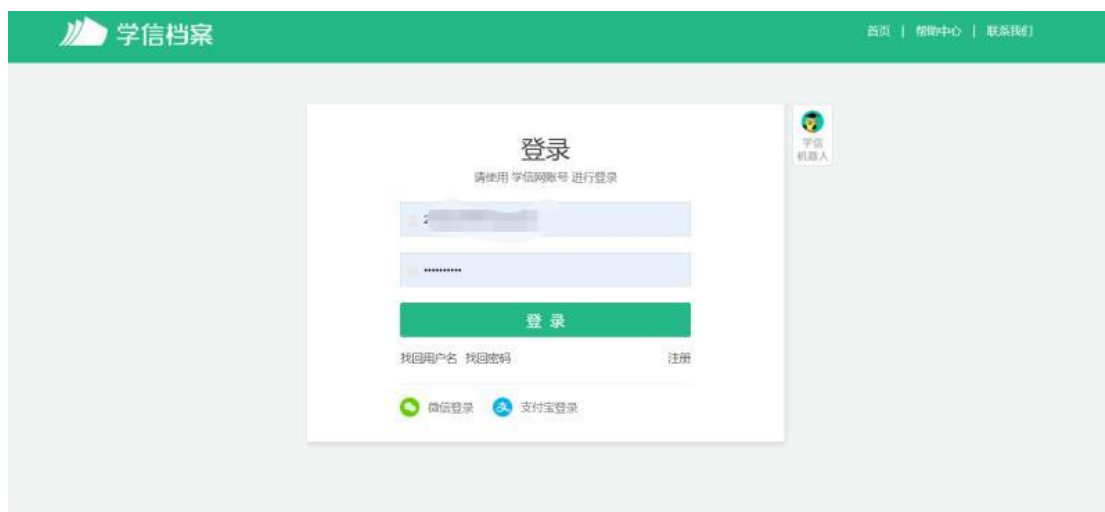 学信档案
首页 | 帮助中心 | 联系我们
登录
请使用 学信网账号 进行登录
学信
机器人
2
••••••••••
登 录
找回用户名 找回密码 注册
微信登录 支付宝登录